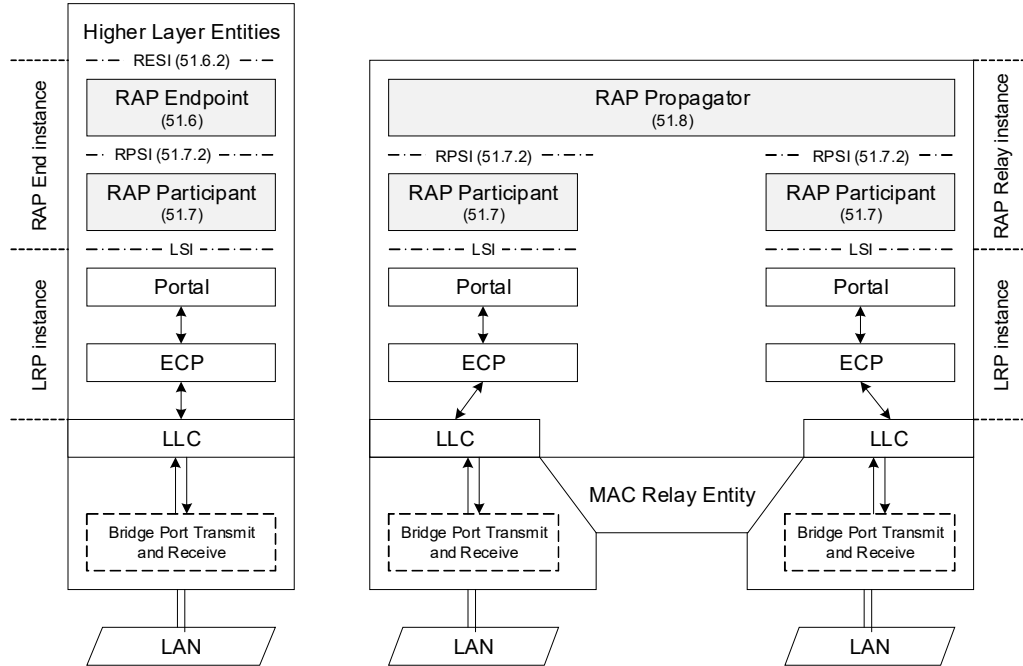 Higher Layer Entities
RESI (51.6.2)
RAP Endpoint
(51.6)
RPSI (51.7.2)
RAP Participant
(51.7)
LSI
Portal
ECP
LLC
Bridge Port Transmit
and Receive
LAN
RAP End instance
LRP instance
RAP Propagator
(51.8)
RPSI (51.7.2)
RAP Participant
(51.7)
LSI
Portal
ECP
LLC
Bridge Port Transmit
and Receive
LAN
MAC Relay Entity
RPSI (51.7.2)
RAP Participant
(51.7)
LSI
Portal
ECP
LLC
Bridge Port Transmit
and Receive
LAN
RAP Relay instance
LRP instance